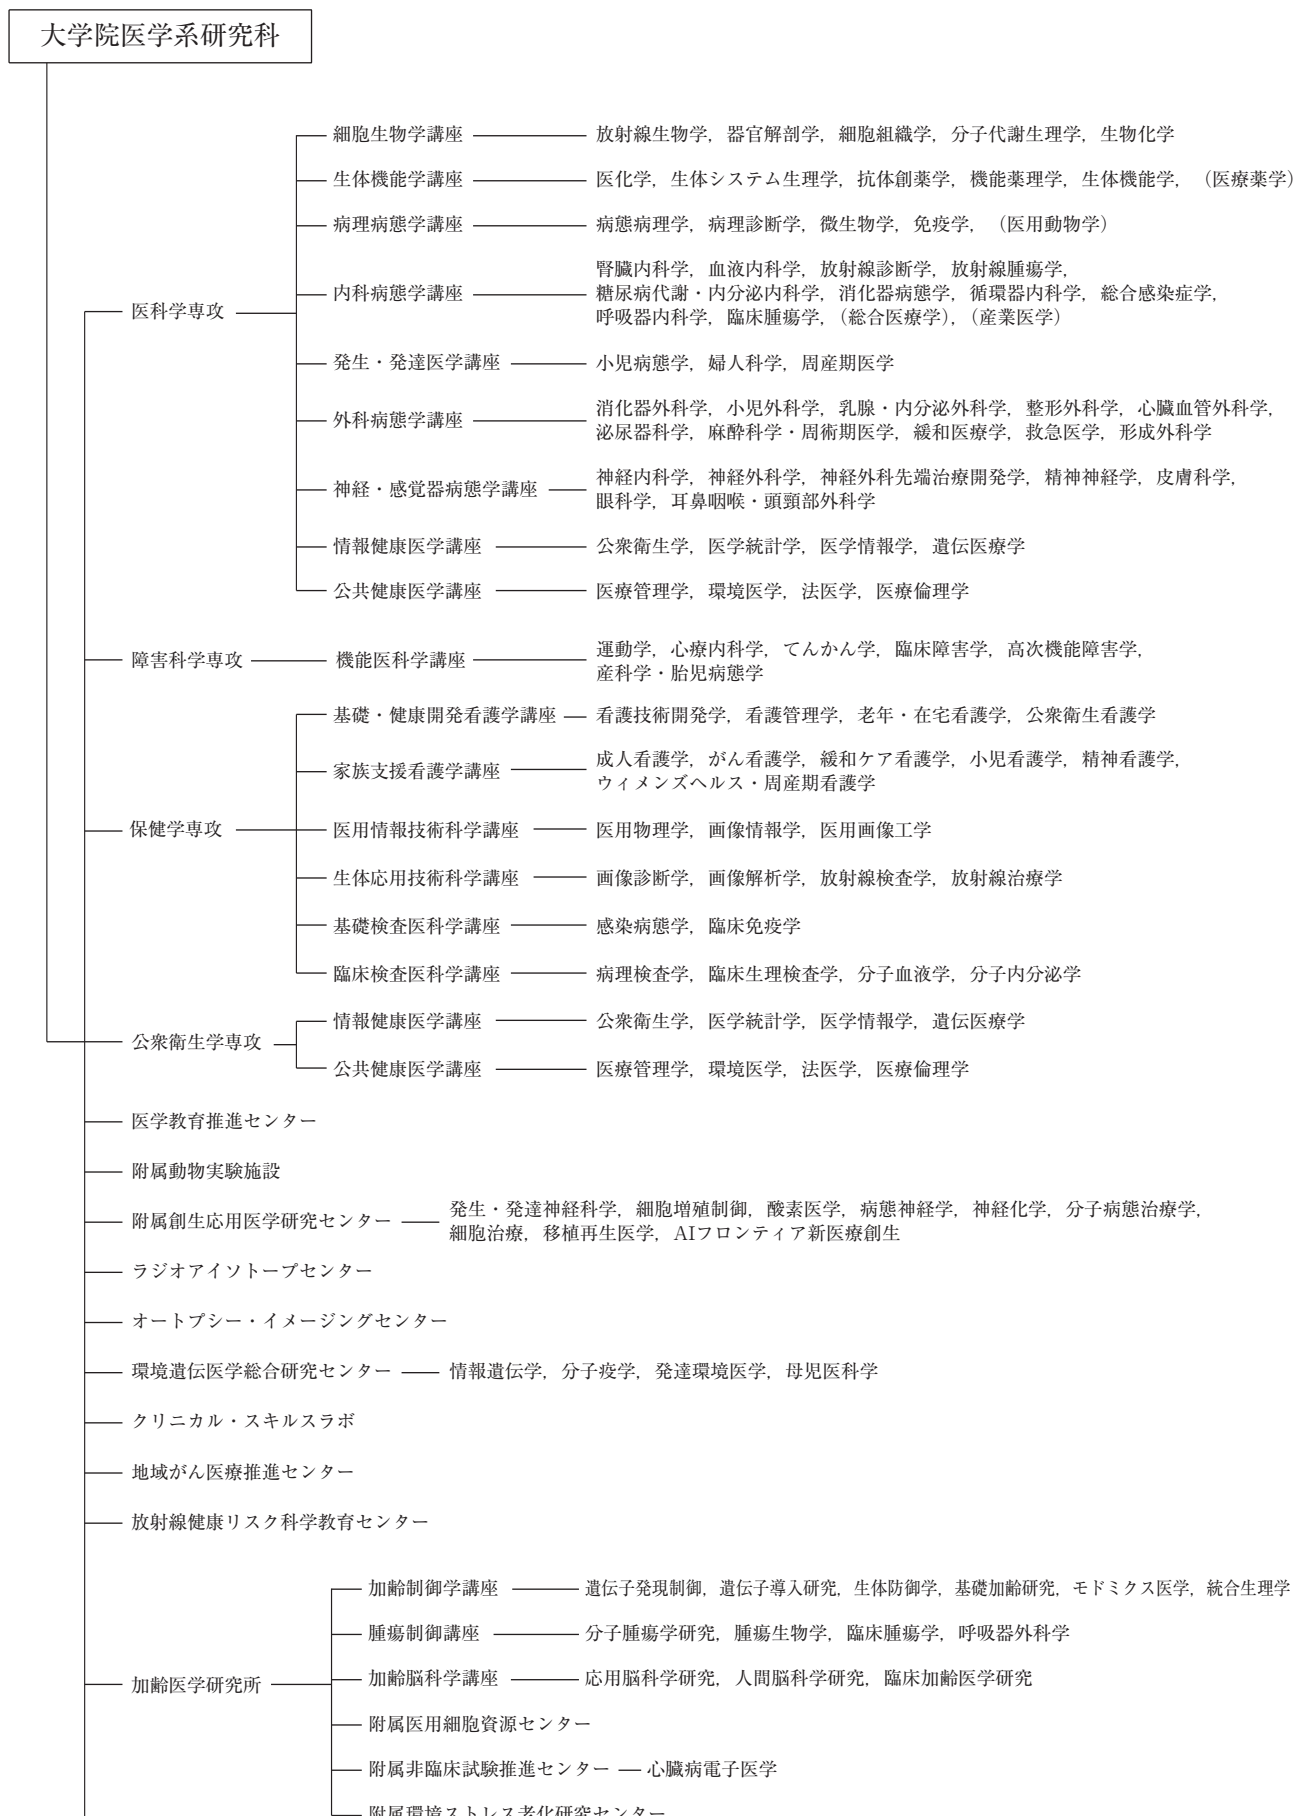 大学院医学系研究科
細胞生物学講座 放射線生物学，器官解剖学，細胞組織学，分子代謝生理学，生物化学
生体機能学講座 医化学，生体システム生理学，抗体創薬学，機能薬理学，生体機能学，（医療薬学）
病理病態学講座 病態病理学，病理診断学，微生物学，免疫学，（医用動物学）
腎臓内科学，血液内科学，放射線診断学，放射線腫瘍学，
内科病態学講座 糖尿病代謝・内分泌内科学，消化器病態学，循環器内科学，総合感染症学，
呼吸器内科学，臨床腫瘍学，（総合医療学），（産業医学）
医科学専攻
発生・発達医学講座 小児病態学，婦人科学，周産期医学
消化器外科学，小児外科学，乳腺・内分泌外科学，整形外科学，心臓血管外科学，
外科病態学講座
泌尿器科学，麻酔科学・周術期医学，緩和医療学，救急医学，形成外科学
神経内科学，神経外科学，神経外科先端治療開発学，精神神経学，皮膚科学，
神経・感覚器病態学講座
眼科学，耳鼻咽喉・頭頸部外科学
情報健康医学講座 公衆衛生学，医学統計学，医学情報学，遺伝医療学
公共健康医学講座 医療管理学，環境医学，法医学，医療倫理学
運動学，心療内科学，てんかん学，臨床障害学，高次機能障害学，
障害科学専攻 機能医科学講座
産科学・胎児病態学
基礎・健康開発看護学講座 看護技術開発学，看護管理学，老年・在宅看護学，公衆衛生看護学
成人看護学，がん看護学，緩和ケア看護学，小児看護学，精神看護学，
家族支援看護学講座
ウィメンズヘルス・周産期看護学
保健学専攻 医用情報技術科学講座 医用物理学，画像情報学，医用画像工学
生体応用技術科学講座 画像診断学，画像解析学，放射線検査学，放射線治療学
基礎検査医科学講座 感染病態学，臨床免疫学
臨床検査医科学講座 病理検査学，臨床生理検査学，分子血液学，分子内分泌学
情報健康医学講座 公衆衛生学，医学統計学，医学情報学，遺伝医療学
公衆衛生学専攻
公共健康医学講座 医療管理学，環境医学，法医学，医療倫理学
医学教育推進センター
附属動物実験施設
発生・発達神経科学，細胞増殖制御，酸素医学，病態神経学，神経化学，分子病態治療学，
附属創生応用医学研究センター
細胞治療，移植再生医学，AIフロンティア新医療創生
ラジオアイソトープセンター
オートプシー・イメージングセンター
環境遺伝医学総合研究センター 情報遺伝学，分子疫学，発達環境医学，母児医科学
クリニカル・スキルスラボ
地域がん医療推進センター
放射線健康リスク科学教育センター
加齢制御学講座 遺伝子発現制御，遺伝子導入研究，生体防御学，基礎加齢研究，モドミクス医学，統合生理学
腫瘍制御講座 分子腫瘍学研究，腫瘍生物学，臨床腫瘍学，呼吸器外科学
加齢医学研究所 加齢脳科学講座 応用脳科学研究，人間脳科学研究，臨床加齢医学研究
附属医用細胞資源センター
附属非臨床試験推進センター 心臓病電子医学
附属環境ストレス老化研究センター